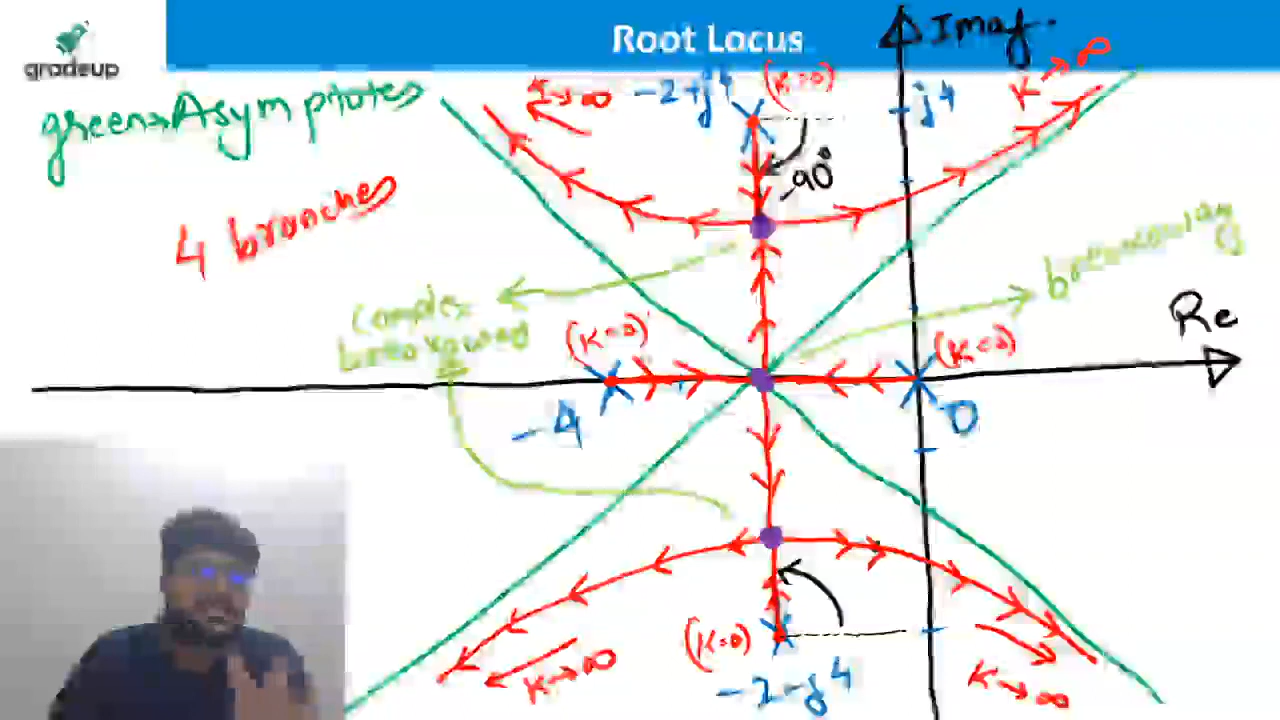 Root Locus
gradeup
Imag.
green→Asymptotes
K→∞
-2+j4
(K=0)
j4
K→∞
-90°
4 branches
breakaway
complex
breakaway
(K=0)
(K=0)
Re
-4
0
(K=0)
-2-j4
K→∞
K→∞